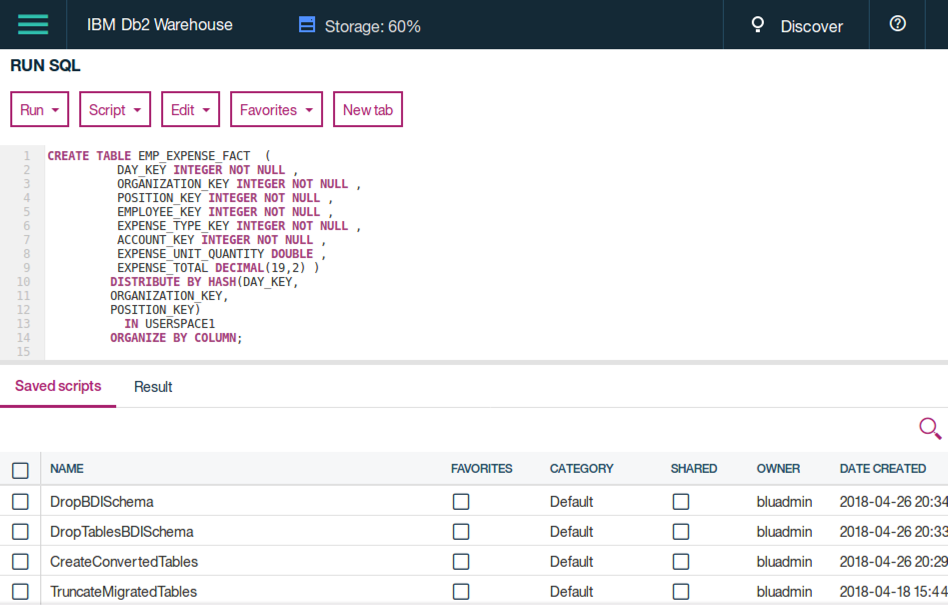 IBM Db2 Warehouse Storage: 60% Discover
RUN SQL
Run Script Edit Favorites New tab
1 CREATE TABLE EMP_EXPENSE_FACT (
2 DAY_KEY INTEGER NOT NULL ,
3 ORGANIZATION_KEY INTEGER NOT NULL ,
4 POSITION_KEY INTEGER NOT NULL ,
5 EMPLOYEE_KEY INTEGER NOT NULL ,
6 EXPENSE_TYPE_KEY INTEGER NOT NULL ,
7 ACCOUNT_KEY INTEGER NOT NULL ,
8 EXPENSE_UNIT_QUANTITY DOUBLE ,
9 EXPENSE_TOTAL DECIMAL(19,2) )
10 DISTRIBUTE BY HASH(DAY_KEY,
11 ORGANIZATION_KEY,
12 POSITION_KEY)
13 IN USERSPACE1
14 ORGANIZE BY COLUMN;
15
Saved scripts Result
NAME FAVORITES CATEGORY SHARED OWNER DATE CREATED
DropBDISchema Default bluadmin 2018-04-26 20:34
DropTablesBDISchema Default bluadmin 2018-04-26 20:33
CreateConvertedTables Default bluadmin 2018-04-26 20:29
TruncateMigratedTables Default bluadmin 2018-04-18 15:44